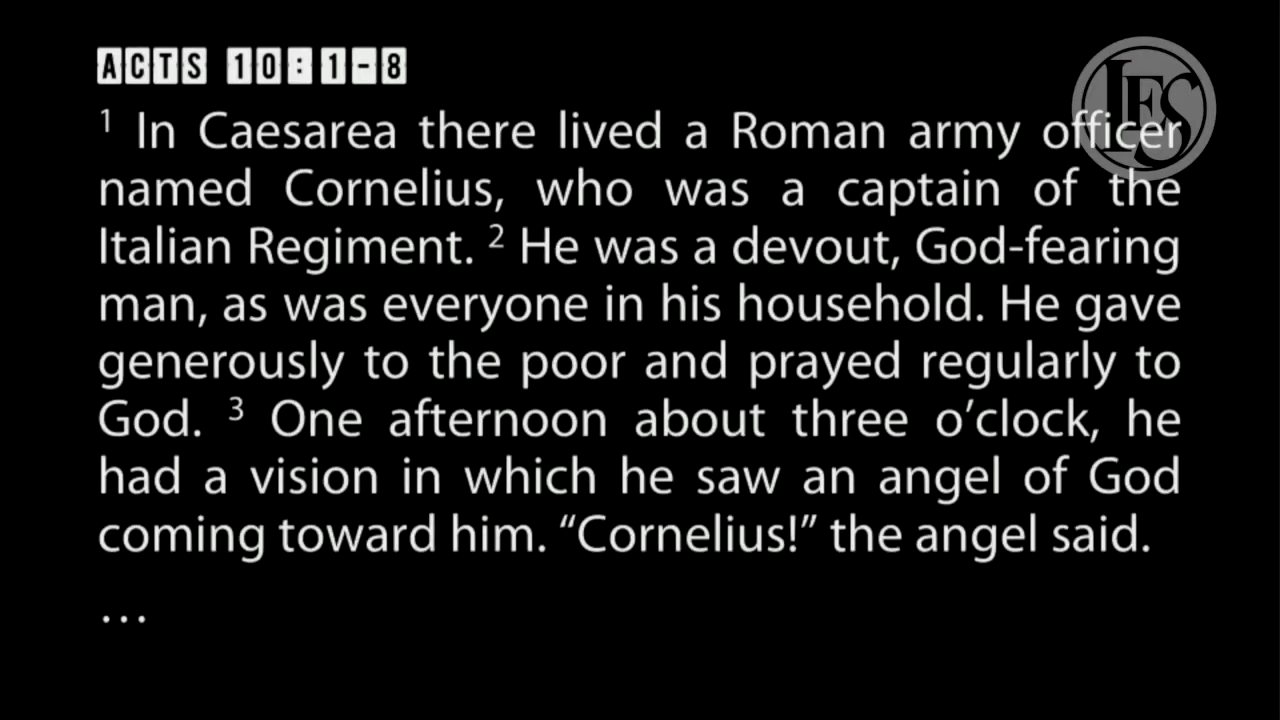 ACTS 10:1-8
LES
¹ In Caesarea there lived a Roman army officer
named Cornelius, who was a captain of the
Italian Regiment. ² He was a devout, God-fearing
man, as was everyone in his household. He gave
generously to the poor and prayed regularly to
God. ³ One afternoon about three o’clock, he
had a vision in which he saw an angel of God
coming toward him. “Cornelius!” the angel said.
…